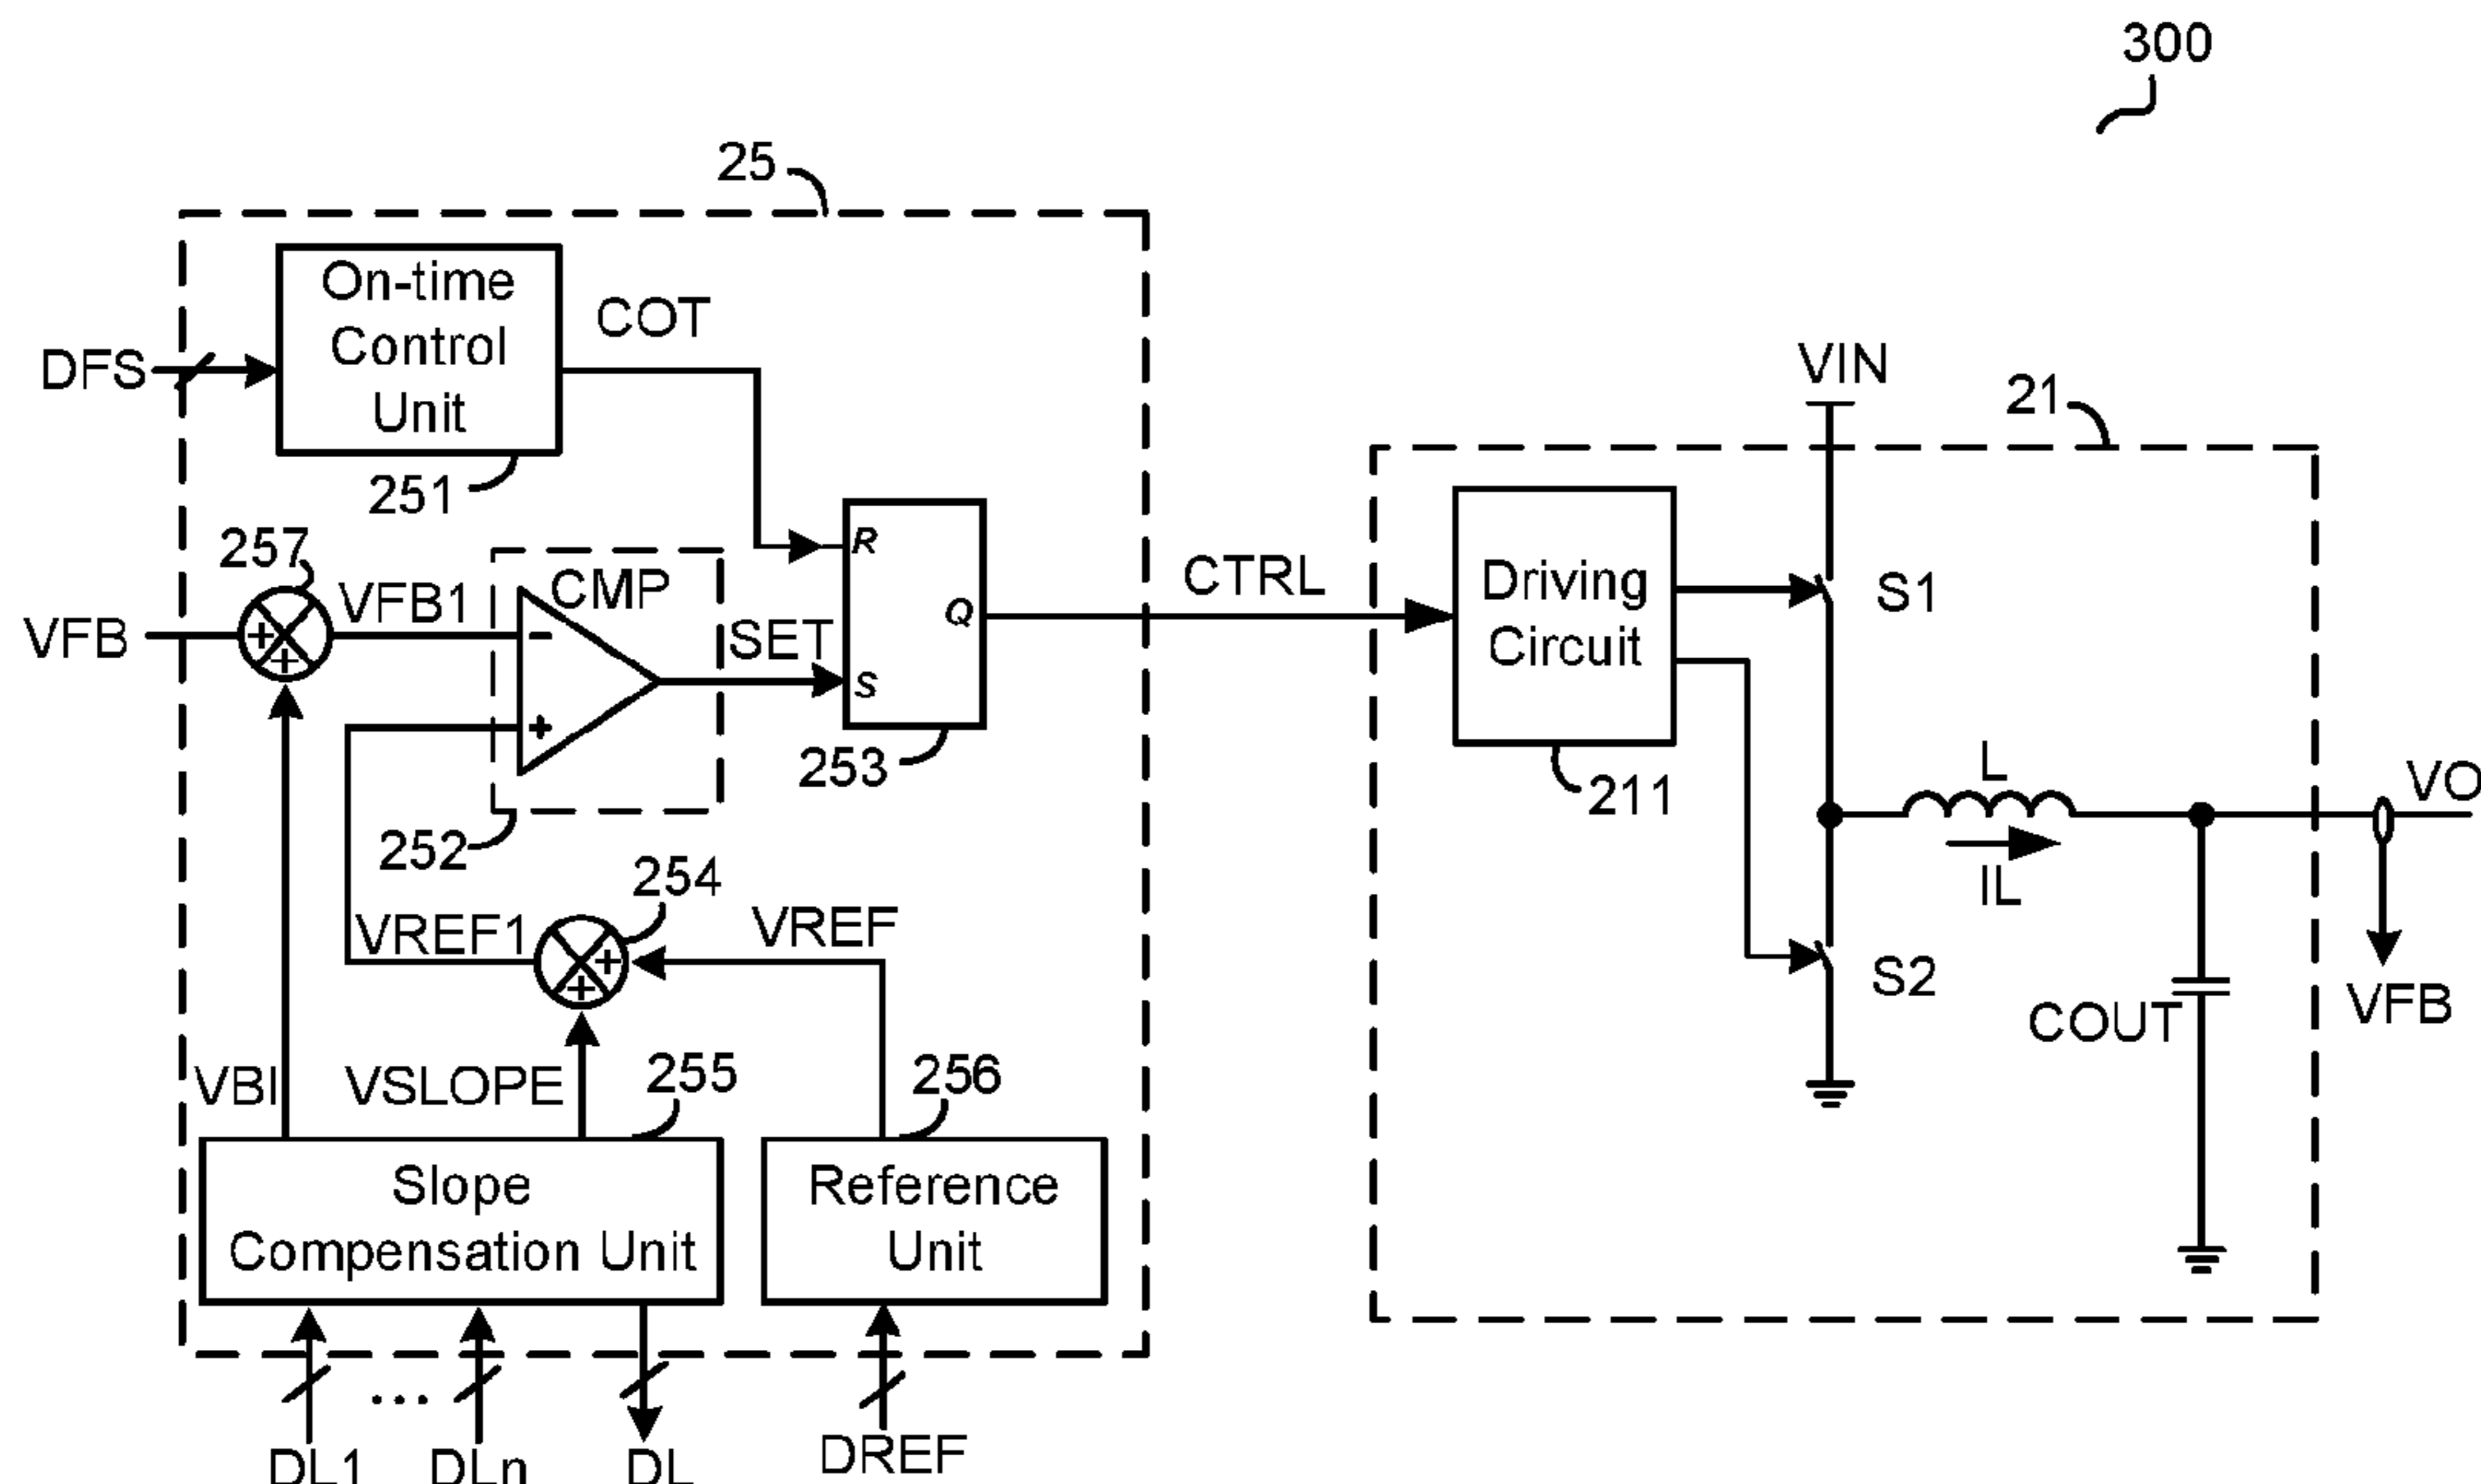 300
25
On-time
Control
Unit
COT
DFS
251
VIN
21
257
VFB
VFB1
CMP
SET
R
S
Q
253
252
CTRL
Driving
Circuit
211
S1
S2
L
IL
VO
COUT
VFB
254
VREF1
VREF
VBI
VSLOPE
255
256
Slope
Compensation Unit
Reference
Unit
DL1
...
DLn
DL
DREF